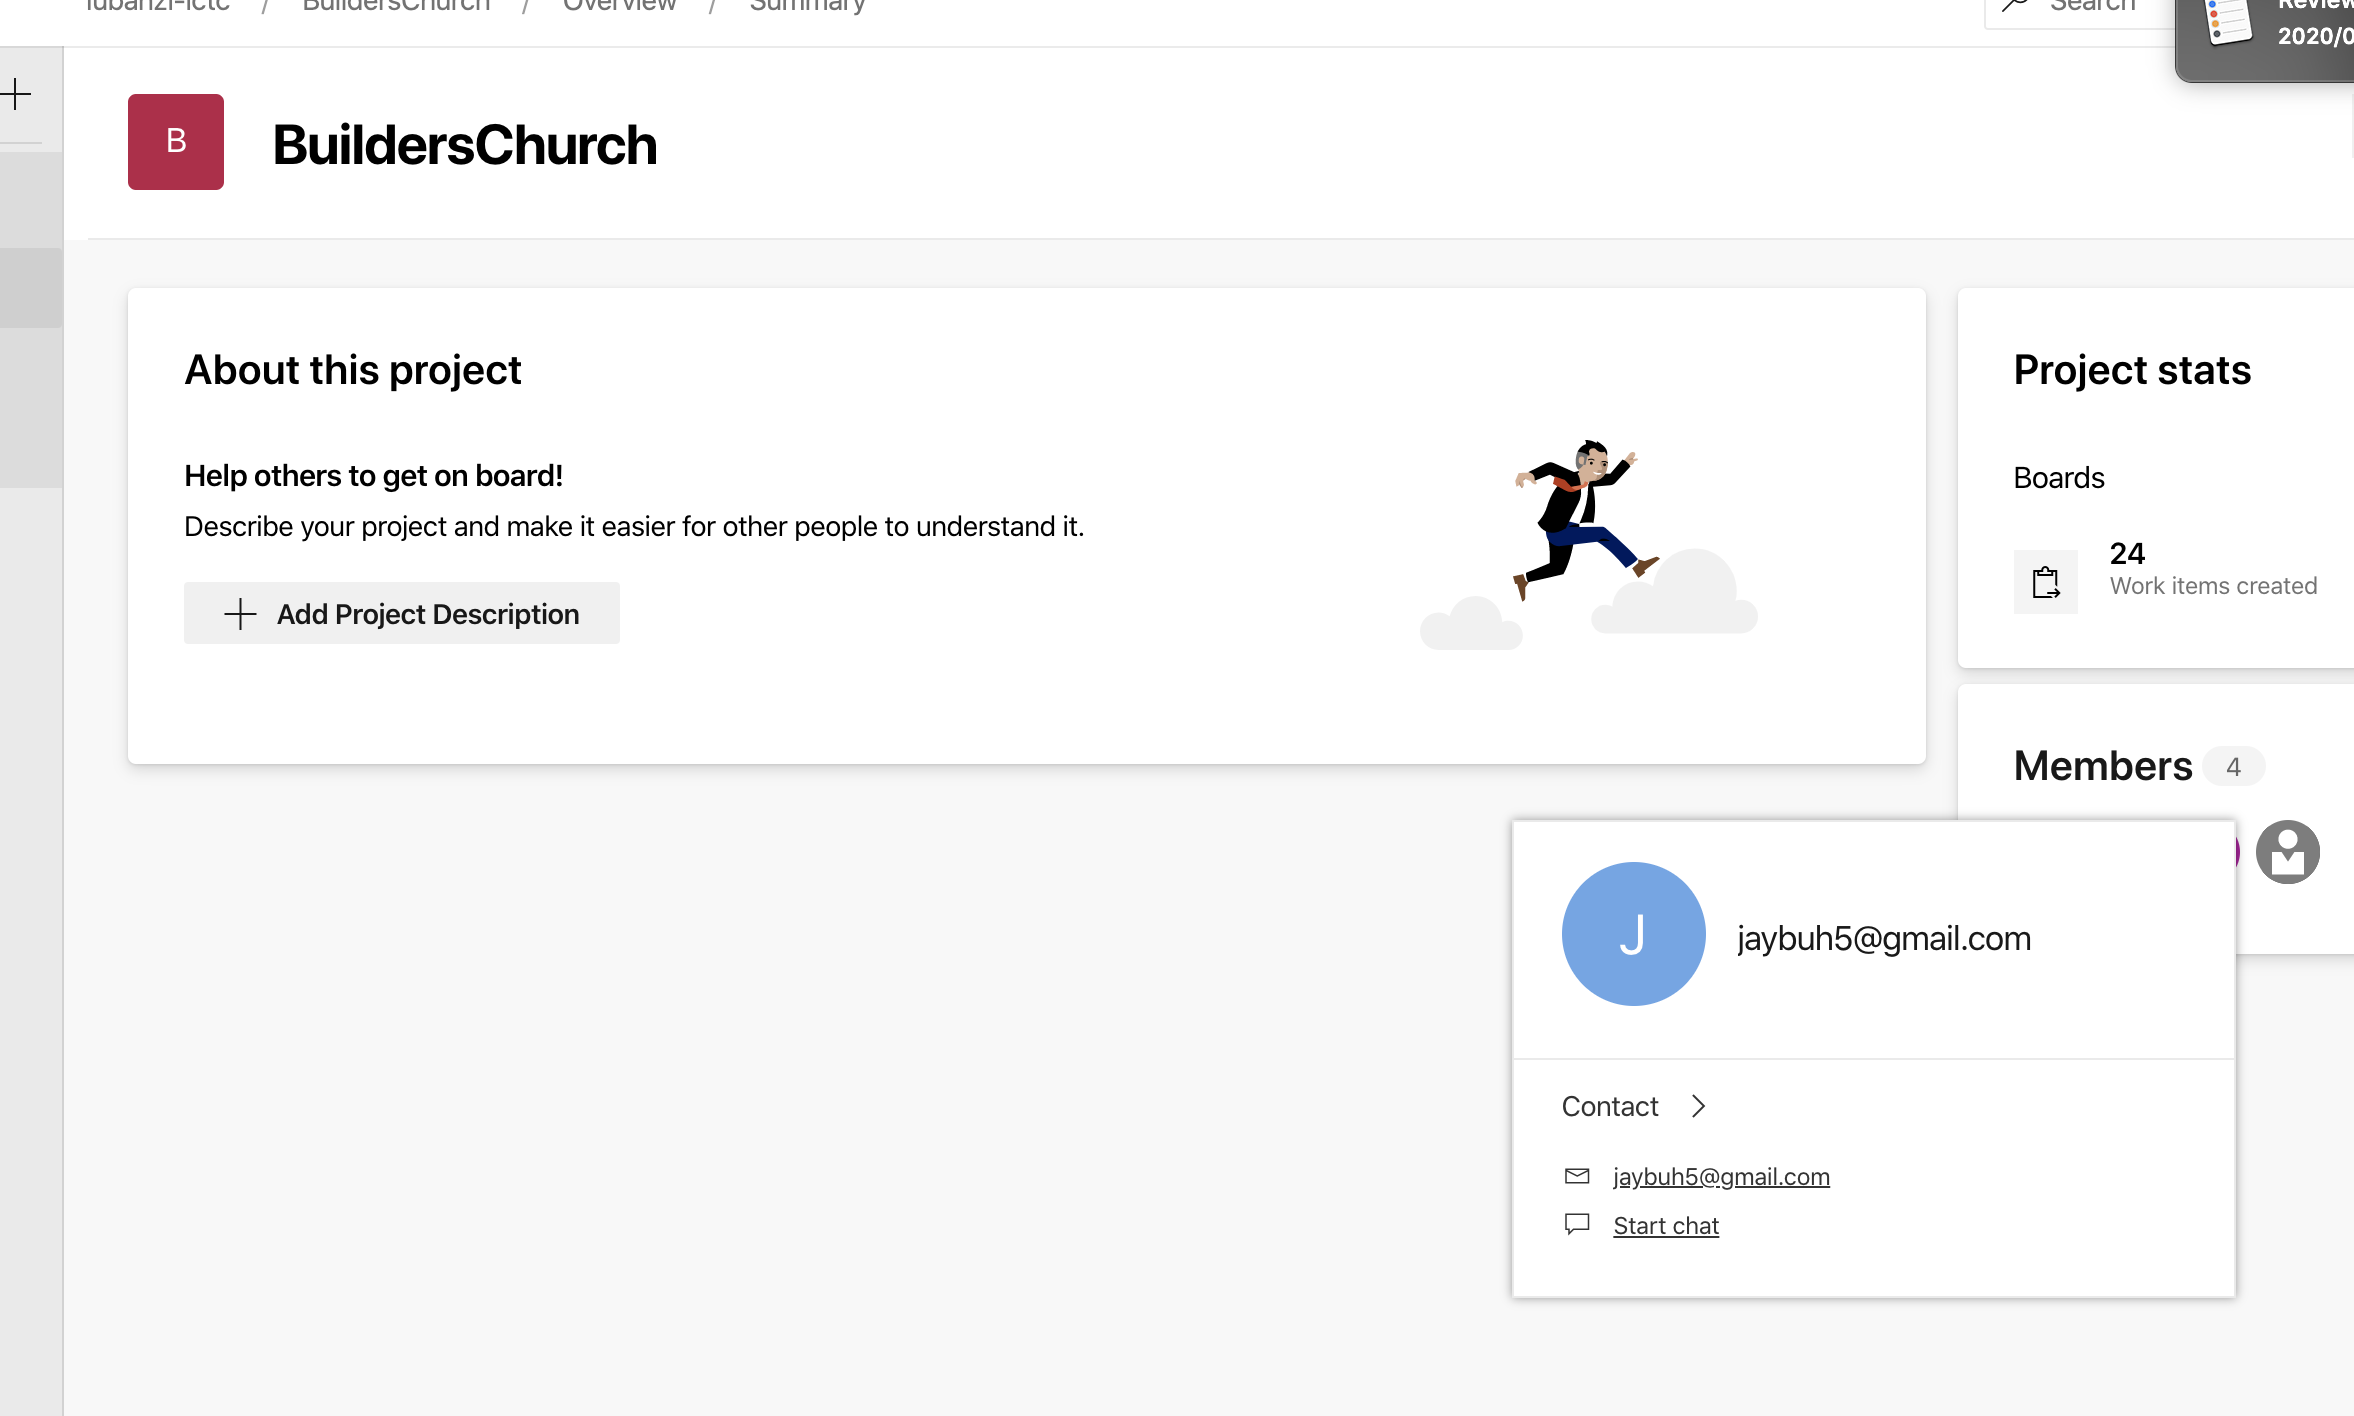 / BuildersChurch / Overview / Summary
Search
Review
2020/0
B
BuildersChurch
About this project
Help others to get on board!
Describe your project and make it easier for other people to understand it.
Add Project Description
Project stats
Boards
24
Work items created
Members 4
J
jaybuh5@gmail.com
Contact
jaybuh5@gmail.com
Start chat